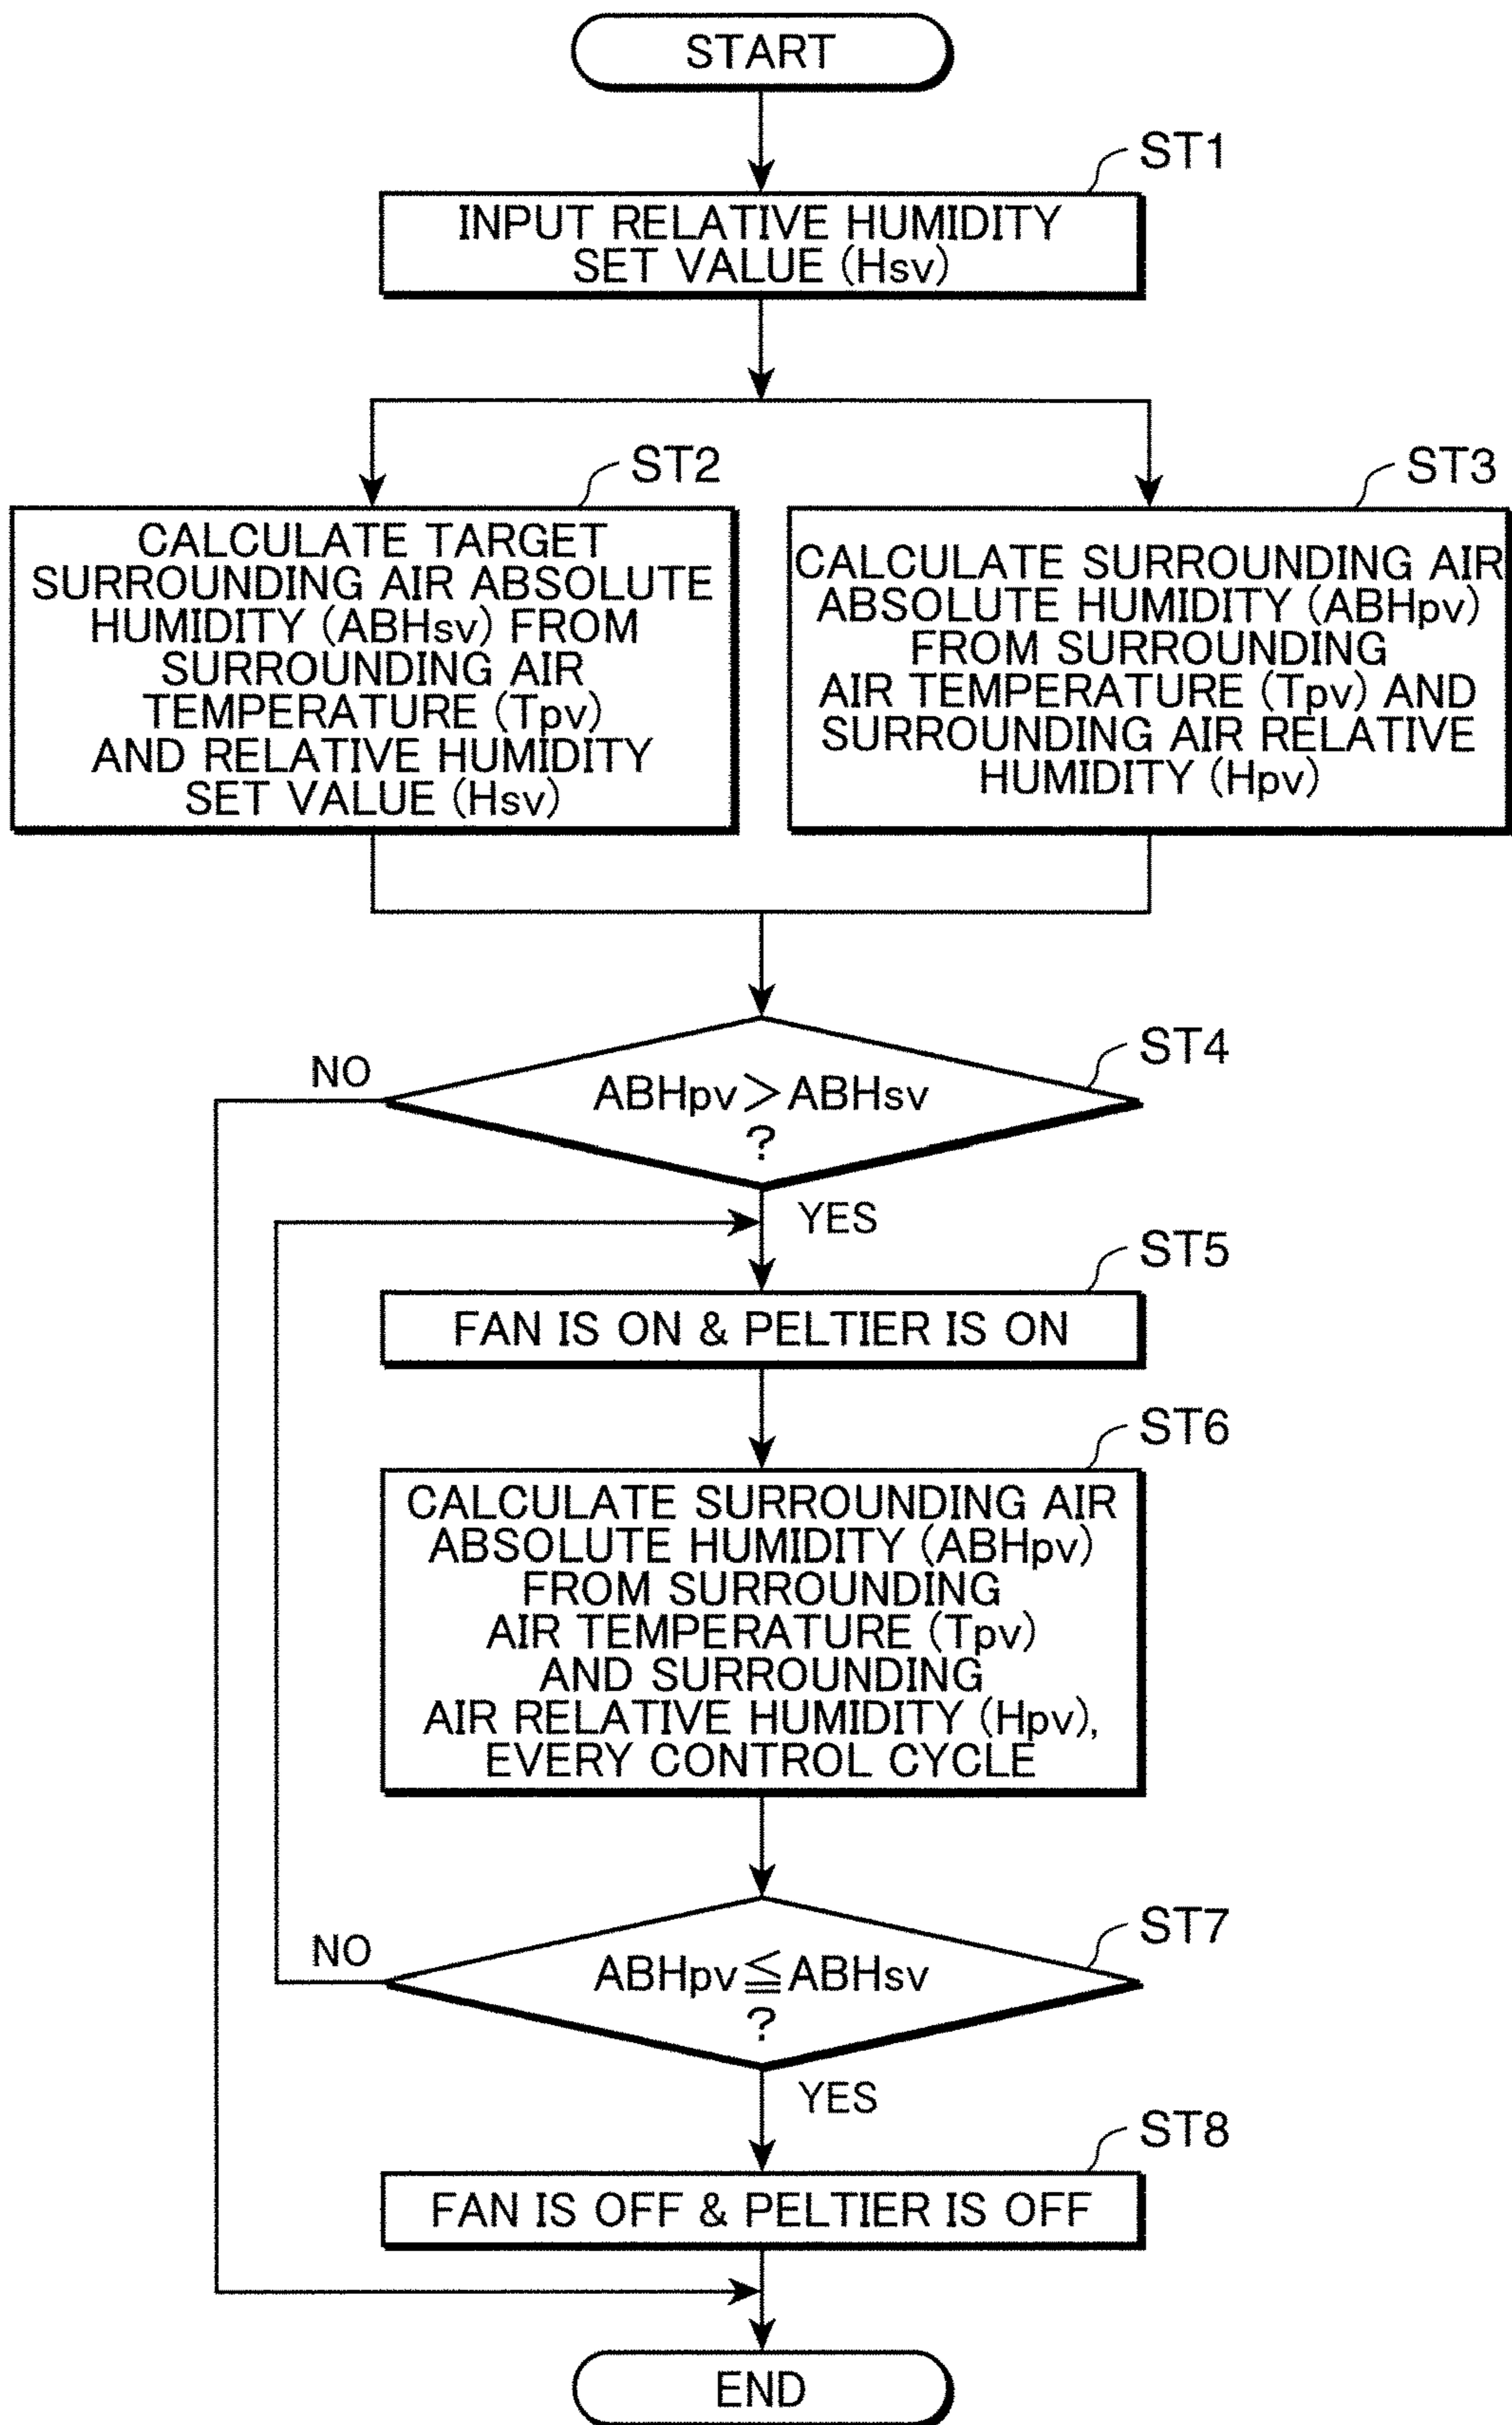 START
ST1
INPUT RELATIVE HUMIDITY
SET VALUE (Hsv)
ST2
CALCULATE TARGET
SURROUNDING AIR ABSOLUTE
HUMIDITY (ABHsv) FROM
SURROUNDING AIR
TEMPERATURE (Tpv)
AND RELATIVE HUMIDITY
SET VALUE (Hsv)
ST3
CALCULATE SURROUNDING AIR
ABSOLUTE HUMIDITY (ABHpv)
FROM SURROUNDING
AIR TEMPERATURE (Tpv) AND
SURROUNDING AIR RELATIVE
HUMIDITY (Hpv)
ST4
NO
ABHpv＞ABHsv
?
YES
ST5
FAN IS ON & PELTIER IS ON
ST6
CALCULATE SURROUNDING AIR
ABSOLUTE HUMIDITY (ABHpv)
FROM SURROUNDING
AIR TEMPERATURE (Tpv)
AND SURROUNDING
AIR RELATIVE HUMIDITY (Hpv),
EVERY CONTROL CYCLE
ST7
NO
ABHpv≦ABHsv
?
YES
ST8
FAN IS OFF & PELTIER IS OFF
END